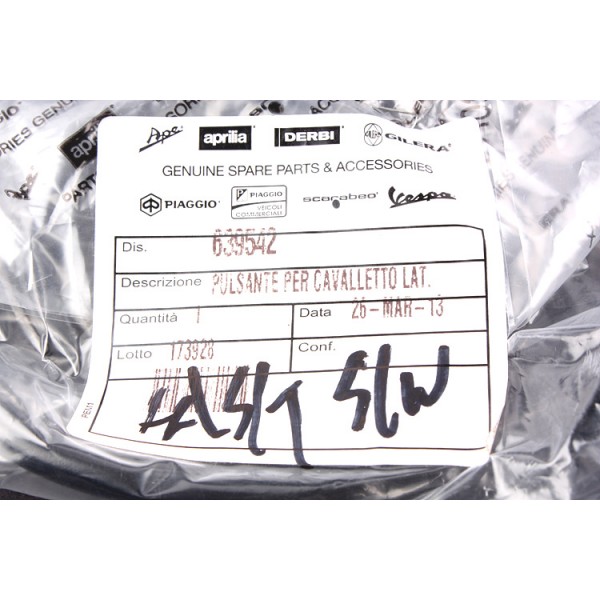 Ape aprilia DERBI GILERA
GENUINE SPARE PARTS & ACCESSORIES
PIAGGIO PIAGGIO VEICOLI COMMERCIALI scarabeo Vespa
Dis. 639542
Descrizione PULSANTE PER CAVALLETTO LAT.
Quantità 1 Data 26-MAR-13
Lotto 173928 Conf.
S/W
PIAGGIO